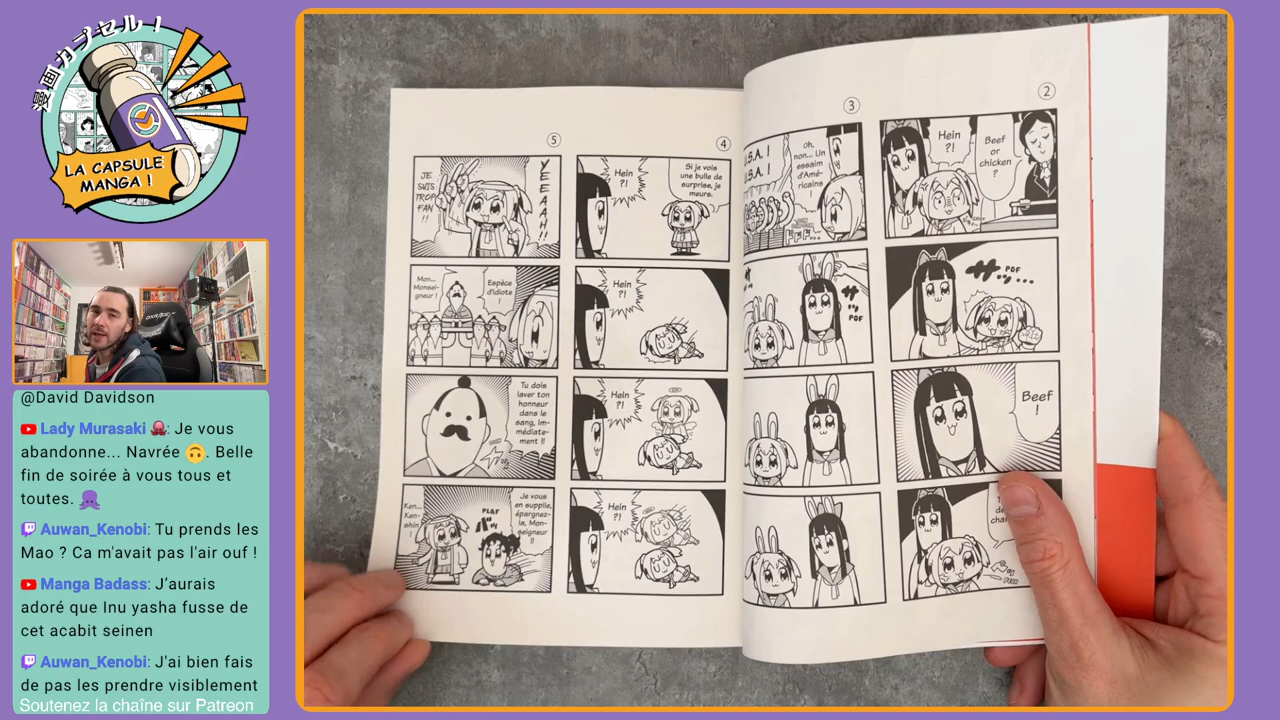 漫画カプセル!
LA CAPSULE
MANGA !
@David Davidson
Lady Murasaki 🐙: Je vous
abandonne... Navrée 🙃. Belle
fin de soirée à vous tous et
toutes. 🐙
Auwan_Kenobi: Tu prends les
Mao ? Ca m'avait pas l'air ouf !
Manga Badass: J’aurais
adoré que Inu yasha fusse de
cet acabit seinen
Auwan_Kenobi: J'ai bien fais
de pas les prendre visiblement
Soutenez la chaîne sur Patreon
②
Hein
?!
Beef
or
chicken
?
POF
Beef
!
③
U.S.A. !
U.S.A. !
Oh,
non... Un
essaim
d'Amé-
ricains
!
POF
④
Si je vois
une bulle de
surprise, je
meurs.
Hein
?!
Hein
?!
Hein
?!
Hein
?!
⑤
JE
SUIS
TROP
FAN
!!
YEEAAH!!
Mon...
Monsei-
gneur !
Espèce
d'idiote
!
Tu dois
laver ton
honneur
dans le
sang, im-
médiate-
ment !!
Ken...
Ken-
shin
!
PLAF
Je vous
en supplie,
épargnez-
la, Mon-
seigneur
!!